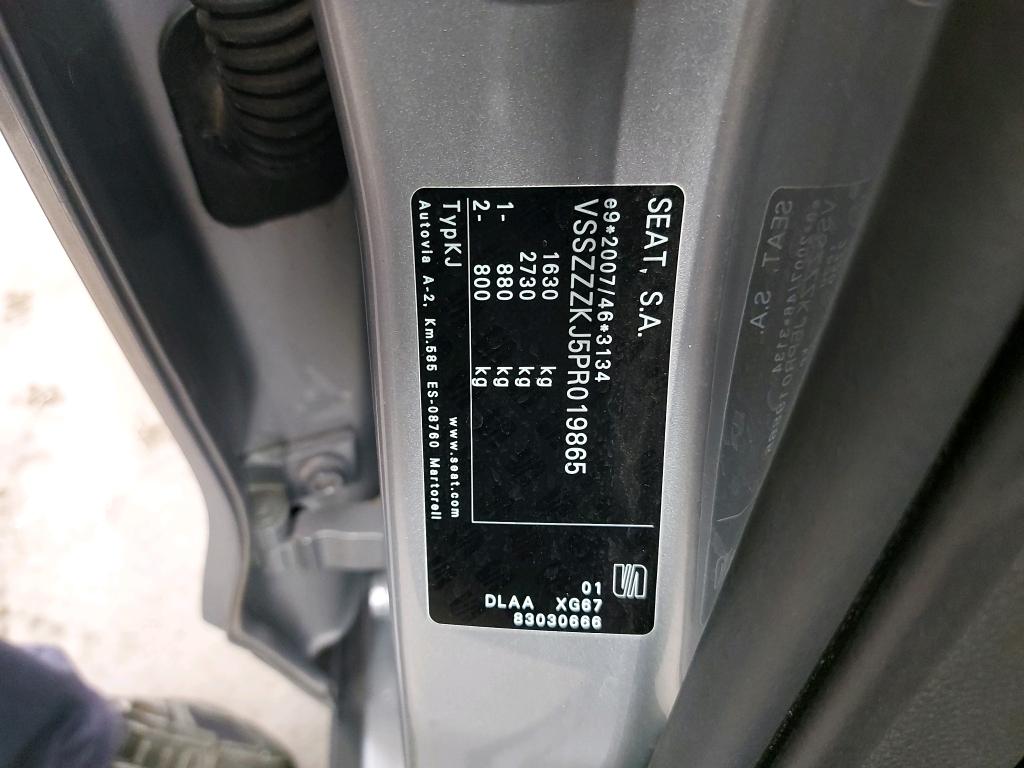 SEAT, S.A.
e9*2007/46*3134
VSSZZZKJ5PR019865
1630 kg
2730 kg
1- 880 kg
2- 800 kg
TypKJ
www.seat.com
Autovia A-2, Km.585 ES-08760 Martorell
01
DLAA XG67
83030666